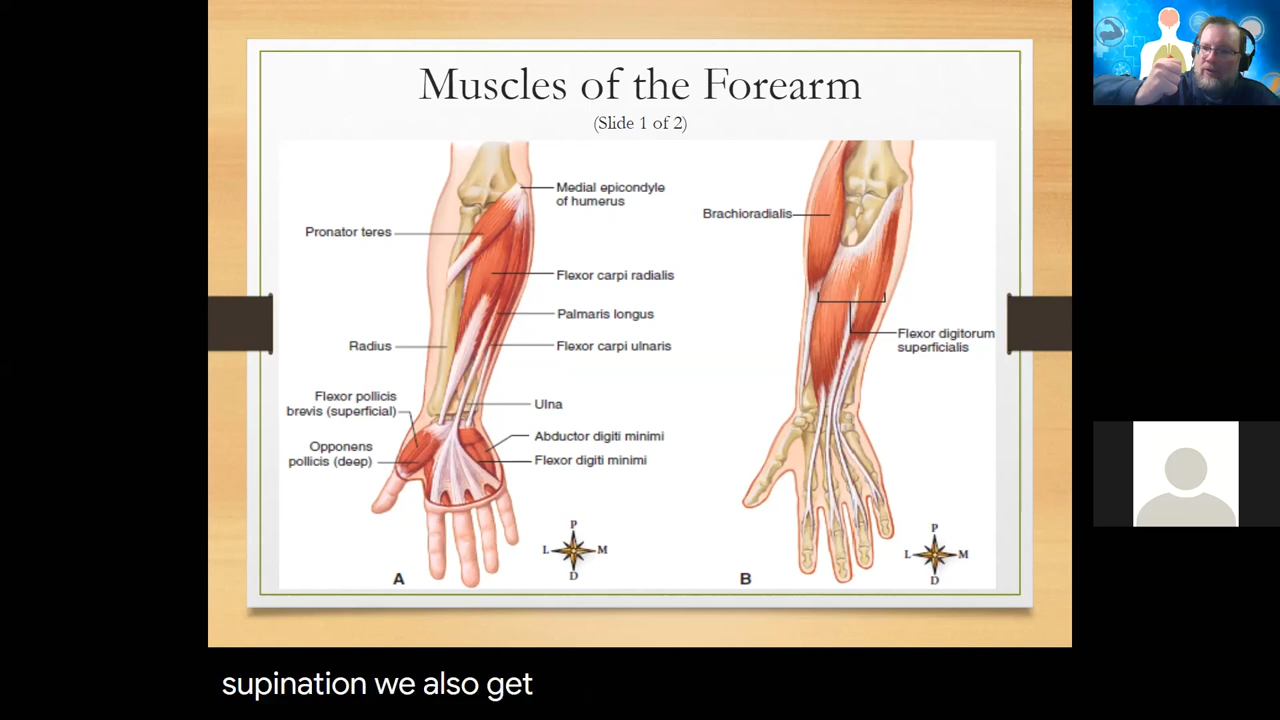 Muscles of the Forearm
(Slide 1 of 2)
Medial epicondyle
of humerus
Pronator teres
Flexor carpi radialis
Palmaris longus
Radius
Flexor carpi ulnaris
Flexor pollicis
brevis (superficial)
Ulna
Opponens
pollicis (deep)
Abductor digiti minimi
Flexor digiti minimi
P
L
M
D
A
Brachioradialis
Flexor digitorum
superficialis
P
L
M
D
B
supination we also get